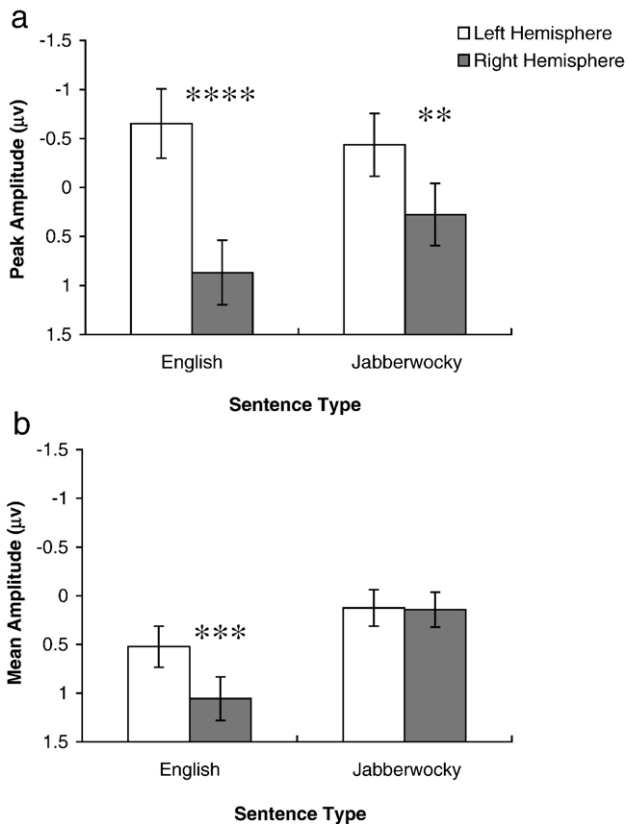 a
Left Hemisphere
Right Hemisphere
Peak Amplitude (μv)
-1.5
-1
-0.5
0
0.5
1
1.5
****
**
English Jabberwocky
Sentence Type
b
Mean Amplitude (μv)
-1.5
-1
-0.5
0
0.5
1
1.5
***
English Jabberwocky
Sentence Type